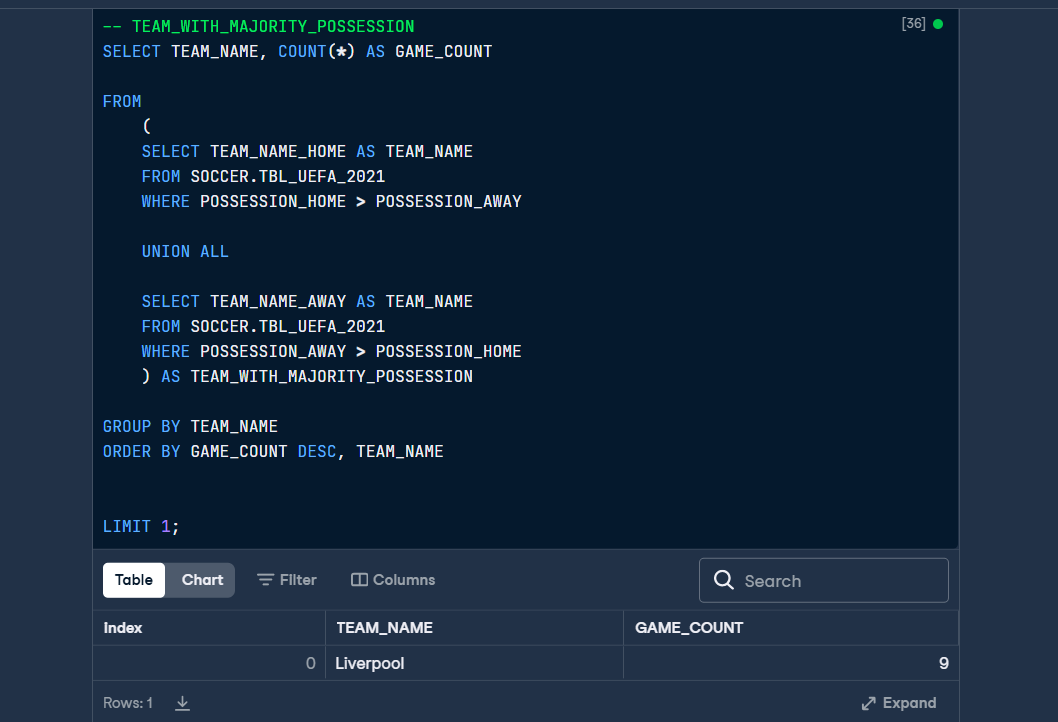 -- TEAM_WITH_MAJORITY_POSSESSION [36]
SELECT TEAM_NAME, COUNT(*) AS GAME_COUNT
FROM
(
SELECT TEAM_NAME_HOME AS TEAM_NAME
FROM SOCCER.TBL_UEFA_2021
WHERE POSSESSION_HOME > POSSESSION_AWAY
UNION ALL
SELECT TEAM_NAME_AWAY AS TEAM_NAME
FROM SOCCER.TBL_UEFA_2021
WHERE POSSESSION_AWAY > POSSESSION_HOME
) AS TEAM_WITH_MAJORITY_POSSESSION
GROUP BY TEAM_NAME
ORDER BY GAME_COUNT DESC, TEAM_NAME
LIMIT 1;
Table Chart Filter Columns Search
Index TEAM_NAME GAME_COUNT
0 Liverpool 9
Rows: 1 Expand